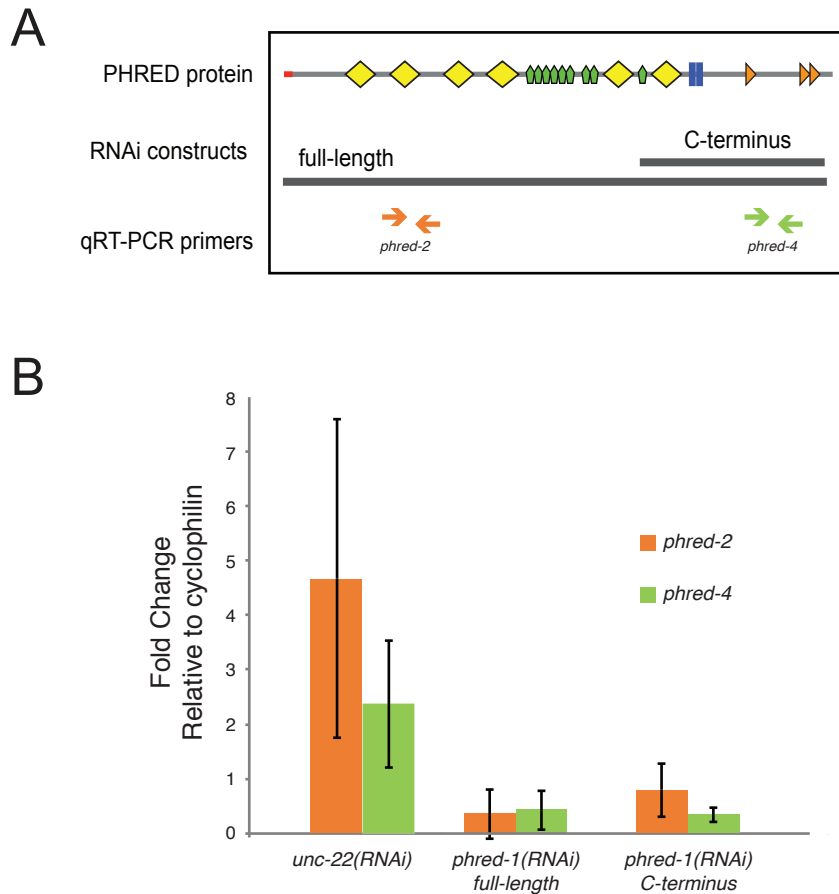 A
PHRED protein
RNAi constructs
full-length
C-terminus
qRT-PCR primers
phred-2
phred-4
B
Fold Change
Relative to cyclophilin
8
7
6
5
4
3
2
1
0
phred-2
phred-4
unc-22(RNAi)
phred-1(RNAi)
full-length
phred-1(RNAi)
C-terminus